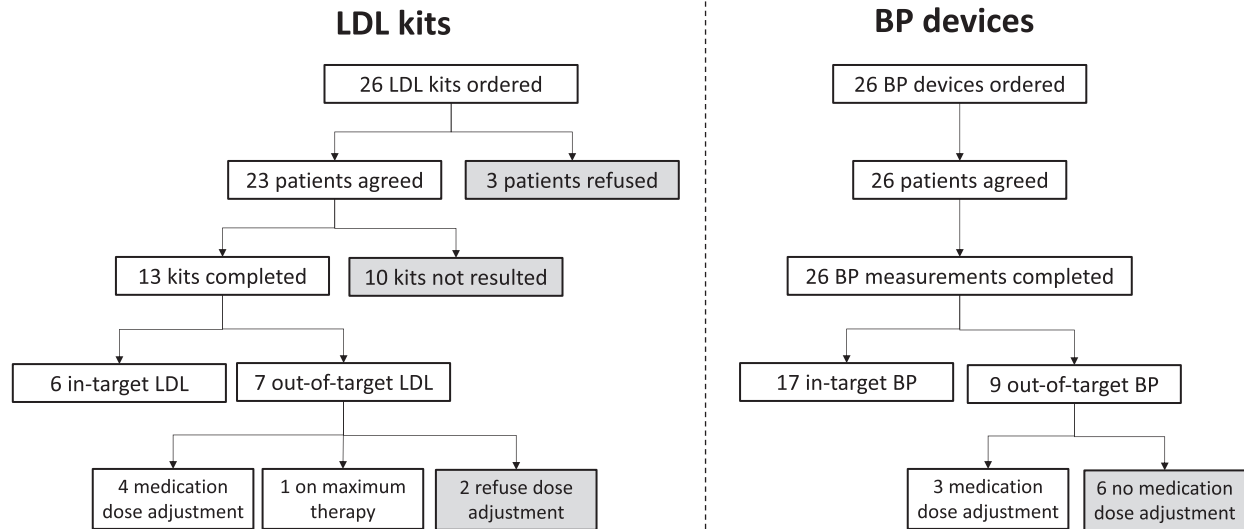 LDL kits
26 LDL kits ordered
23 patients agreed
3 patients refused
13 kits completed
10 kits not resulted
6 in-target LDL
7 out-of-target LDL
4 medication
dose adjustment
1 on maximum
therapy
2 refuse dose
adjustment
BP devices
26 BP devices ordered
26 patients agreed
26 BP measurements completed
17 in-target BP
9 out-of-target BP
3 medication
dose adjustment
6 no medication
dose adjustment